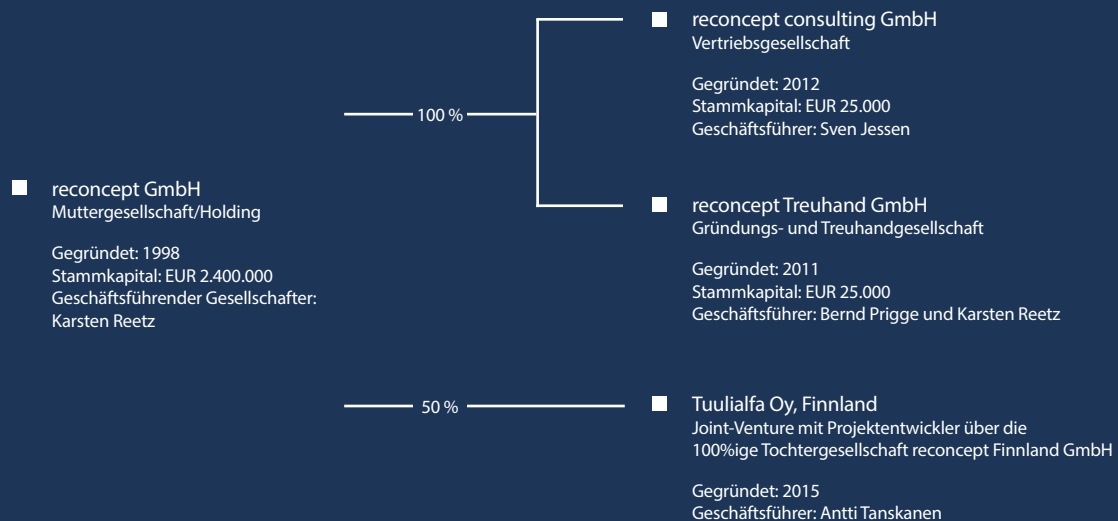 reconcept GmbH
Muttergesellschaft/Holding
Gegründet: 1998
Stammkapital: EUR 2.400.000
Geschäftsführender Gesellschafter:
Karsten Reetz
100 %
reconcept consulting GmbH
Vertriebsgesellschaft
Gegründet: 2012
Stammkapital: EUR 25.000
Geschäftsführer: Sven Jessen
reconcept Treuhand GmbH
Gründungs- und Treuhandgesellschaft
Gegründet: 2011
Stammkapital: EUR 25.000
Geschäftsführer: Bernd Prigge und Karsten Reetz
50 %
Tuulialfa Oy, Finnland
Joint-Venture mit Projektentwickler über die
100%ige Tochtergesellschaft reconcept Finnland GmbH
Gegründet: 2015
Geschäftsführer: Antti Tanskanen